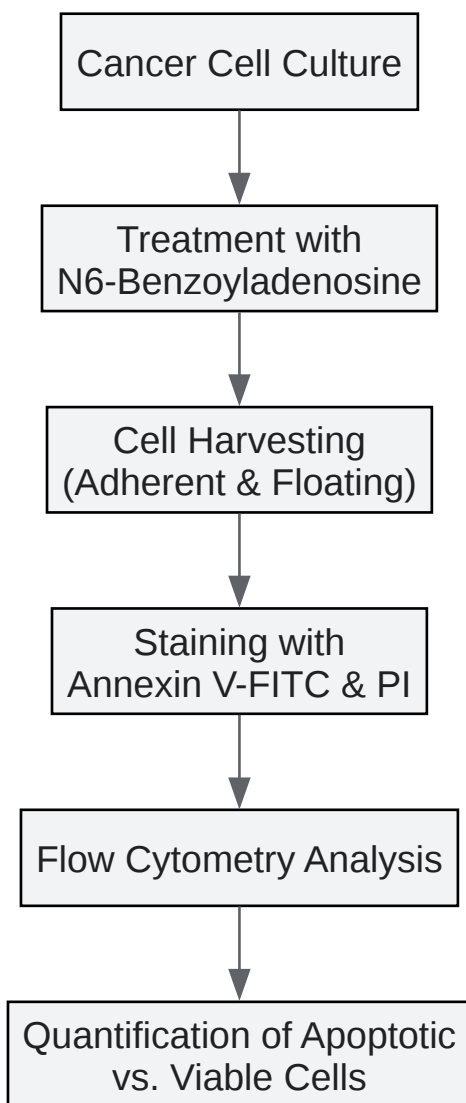 Cancer Cell Culture
Treatment with
N6-Benzoyladenosine
Cell Harvesting
(Adherent & Floating)
Staining with
Annexin V-FITC & PI
Flow Cytometry Analysis
Quantification of Apoptotic
vs. Viable Cells